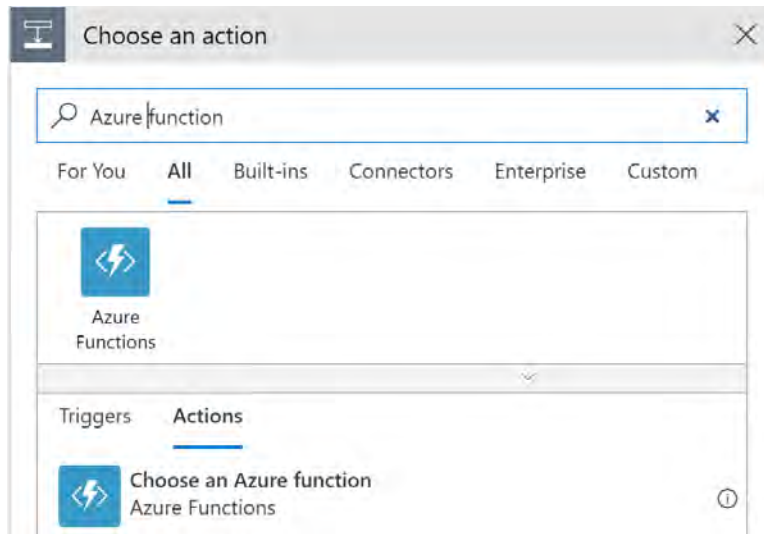 Choose an action
Azure function
For You All Built-ins Connectors Enterprise Custom
Azure
Functions
Triggers Actions
Choose an Azure function
Azure Functions